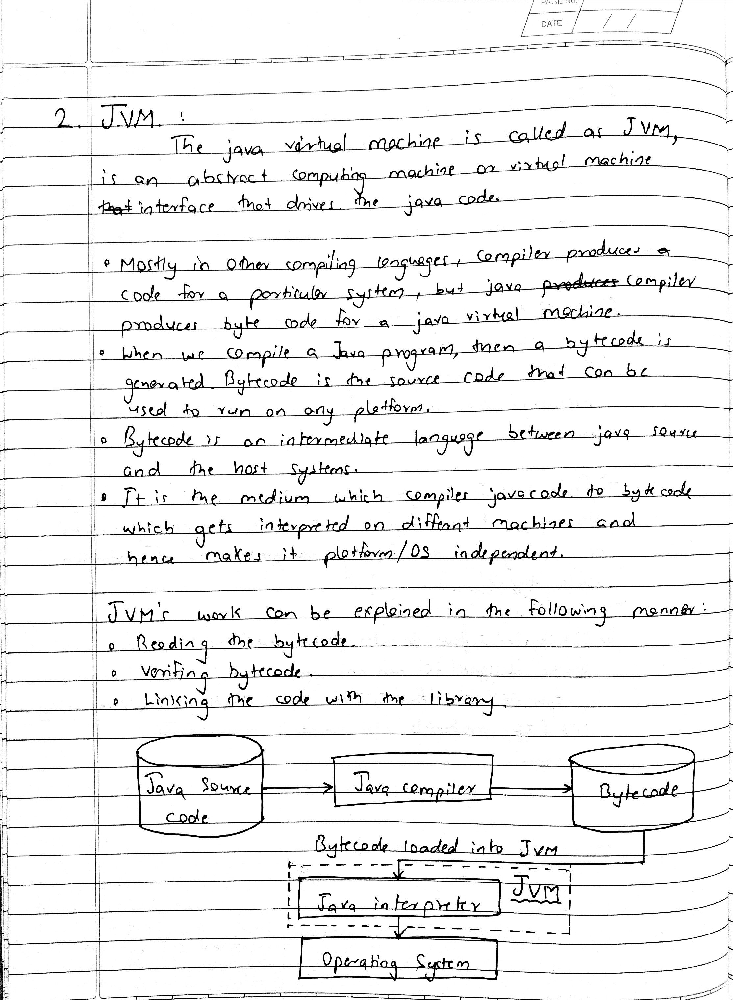 PAGE No.
DATE / /
2. J.V.M. :
The java virtual machine is called as JVM,
is an abstract computing machine or virtual machine
that interface that drives the java code.
• Mostly in other compiling languages, compiler produces a
code for a particular system, but java produces compiler
produces byte code for a java virtual machine.
• When we compile a Java program, then a bytecode is
generated. Bytecode is the source code that can be
used to run on any platform.
• Bytecode is an intermediate language between java source
and the host systems.
• It is the medium which compiles javacode to bytecode
which gets interpreted on differnt machines and
hence makes it platform/OS independent.
JVM's work can be explained in the following manner:
• Reading the bytecode.
• Verifing bytecode.
• Linking the code with the library.
Java source
code
Java compiler
Bytecode
Bytecode loaded into JVM
JVM
Java interpreter
Operating System